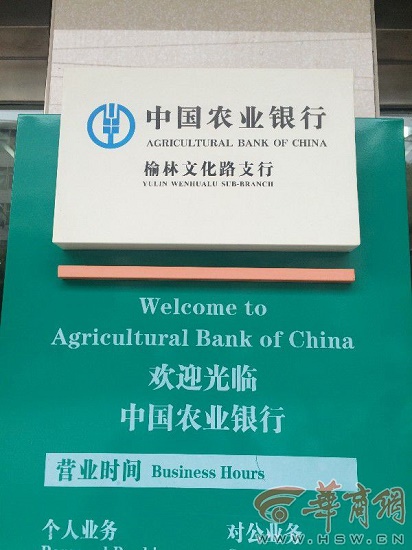 中国农业银行
AGRICULTURAL BANK OF CHINA
榆林文化路支行
YULIN WENHUALU SUB-BRANCH
Welcome to
Agricultural Bank of China
欢迎光临
中国农业银行
营业时间 Business Hours
个人业务 对公业务
华商网
WWW.HSW.CN